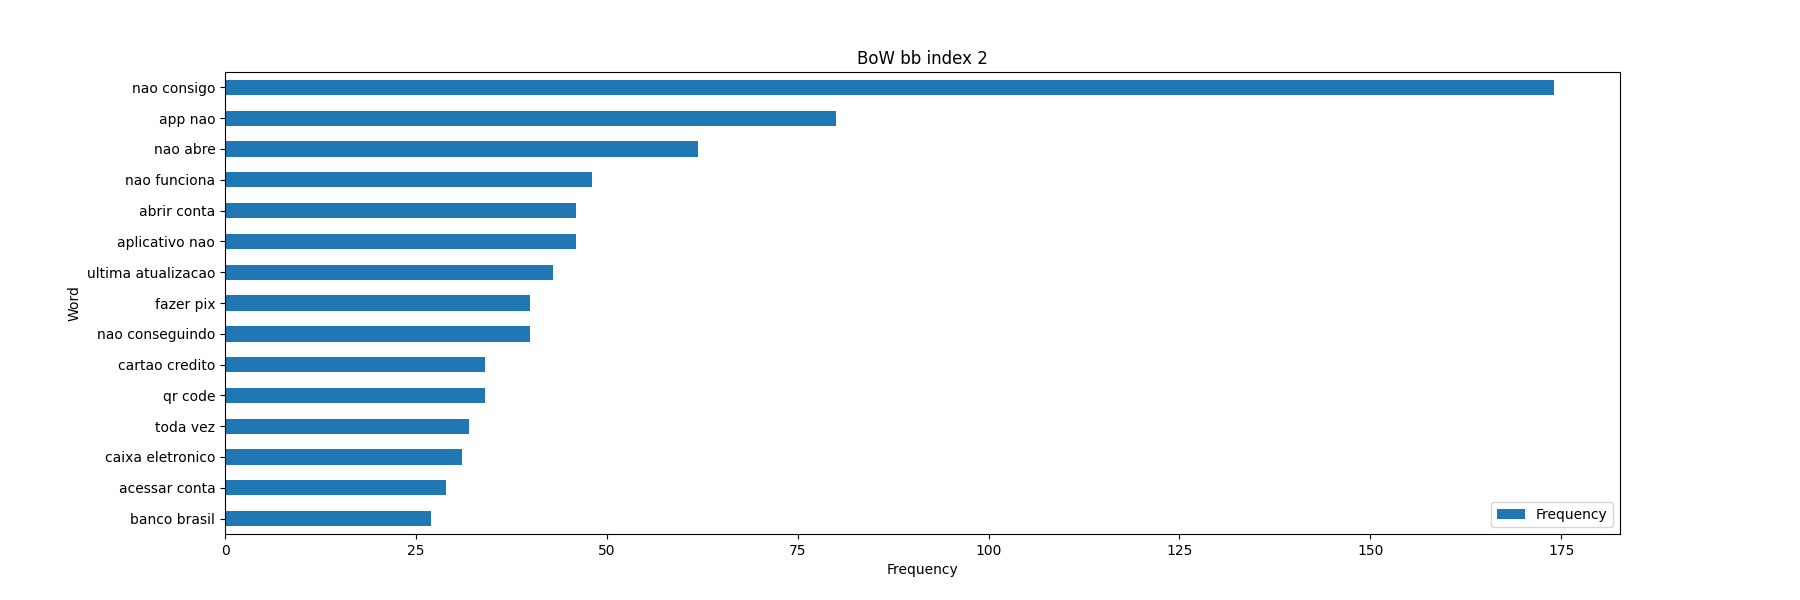 BoW bb index 2
nao consigo
app nao
nao abre
nao funciona
abrir conta
aplicativo nao
ultima atualizacao
fazer pix
nao conseguindo
cartao credito
qr code
toda vez
caixa eletronico
acessar conta
banco brasil
Word
Frequency
0 25 50 75 100 125 150 175
Frequency